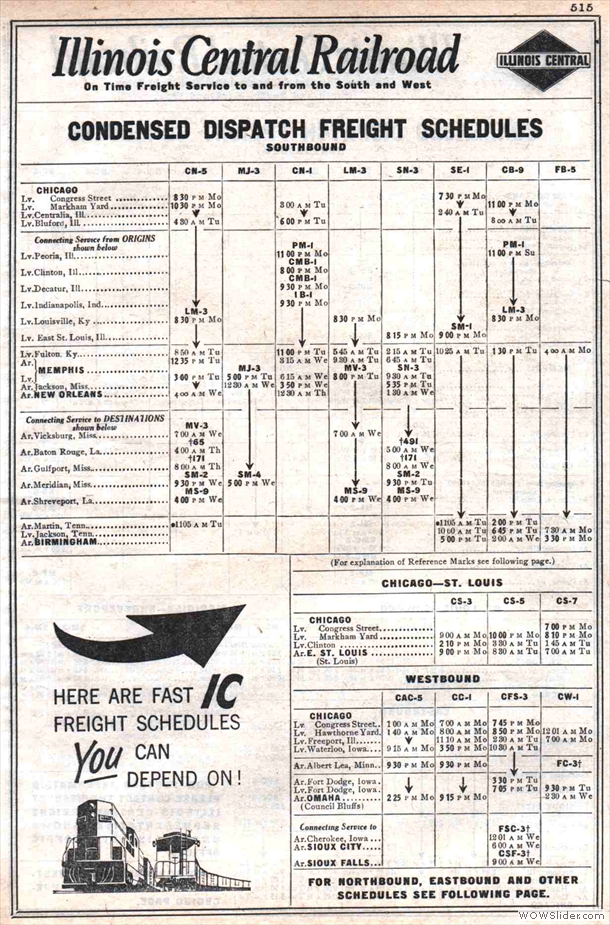 515
Illinois Central Railroad
ILLINOIS CENTRAL
On Time Freight Service to and from the South and West
CONDENSED DISPATCH FREIGHT SCHEDULES
SOUTHBOUND
CN-5 MJ-3 CN-1 LM-3 SN-3 SE-1 CB-9 FB-5
CHICAGO
Lv. Congress Street 8 30 P M Mo 7 30 P M Mo
Lv. Markham Yard 10 30 P M Mo 3 00 A M Tu 11 00 P M Mo
Lv. Centralia, Ill. 2 40 A M Tu
Lv. Bluford, Ill. 4 30 A M Tu 6 00 P M Tu 8 00 A M Tu
Connecting Service from ORIGINS
shown below PM-1 PM-1
Lv. Peoria, Ill. 11 00 P M Mo 11 00 P M Su
CMB-1
Lv. Clinton, Ill. 8 00 P M Mo
CMB-1
Lv. Decatur, Ill. 9 30 P M Mo
IB-1
Lv. Indianapolis, Ind. 9 30 P M Mo
LM-3 LM-3
Lv. Louisville, Ky 8 30 P M Mo 8 30 P M Mo 8 30 P M Mo
SM-1
Lv. East St. Louis, Ill. 8 15 P M Mo 9 00 P M Mo
Lv. Fulton. Ky. 8 50 A M Tu 11 00 P M Tu 5 45 A M Tu 2 15 A M Tu 10 25 A M Tu 1 30 P M Tu 4 00 A M Mo
Ar. 12 35 P M Tu 3 15 A M We 9 30 A M Tu 6 45 A M Tu
MEMPHIS MJ-3 MV-3 SN-3
Lv. 3 00 P M Tu 5 00 P M Tu 6 15 A M We 8 00 P M Tu 9 30 A M Tu
Ar. Jackson, Miss. 12 30 A M We 3 50 P M We 5 35 P M Tu
Ar. NEW ORLEANS 4 00 A M We 12 30 A M Th 1 30 A M We
Connecting Service to DESTINATIONS
shown below MV-3
Ar. Vicksburg, Miss. 7 00 A M We 7 00 A M We
†65 †491
Ar. Baton Rouge, La. 4 00 A M Th 5 00 A M We
†171 †171
Ar. Gulfport, Miss. 8 00 A M Th 8 00 A M We
SM-2 SM-4 SM-2
Ar. Meridian, Miss. 9 30 P M We 5 00 P M We 9 30 P M Tu
MS-9 MS-9 MS-9
Ar. Shreveport, La. 4 00 P M We 4 00 P M We 4 00 P M We
Ar. Martin, Tenn. 11 05 A M Tu 11 05 A M Tu 2 00 P M Tu
Lv. Jackson, Tenn. 6 45 P M Tu 7 30 A M Mo
Ar. BIRMINGHAM 5 00 P M Tu 2 00 A M We 3 30 P M Mo
(For explanation of Reference Marks see following page.)
CHICAGO—ST. LOUIS
CS-3 CS-5 CS-7
CHICAGO
Lv. Congress Street 7 00 P M Mo
Lv. Markham Yard 9 00 A M Mo 10 00 P M Mo 8 10 P M Mo
Lv. Clinton 2 10 P M Mo 3 30 A M Tu 1 45 A M Tu
Ar. E. ST. LOUIS 9 00 P M Mo 8 30 A M Tu 7 00 A M Tu
(St. Louis)
HERE ARE FAST IC
FREIGHT SCHEDULES
You CAN
DEPEND ON !
WESTBOUND
CAC-5 CC-1 CFS-3 CW-1
CHICAGO
Lv. Congress Street 1 00 A M Mo 7 00 A M Mo 7 45 P M Mo
Lv. Hawthorne Yard 1 40 A M Mo 8 00 A M Mo 8 50 P M Mo 12 01 A M Mo
Lv. Freeport, Ill. 11 10 A M Mo 2 30 A M Tu 7 00 A M Mo
Lv. Waterloo, Iowa 9 15 A M Mo 3 50 P M Mo 10 30 A M Tu
Ar. Albert Lea, Minn. 9 30 P M Mo 9 30 P M Mo FC-3†
Ar. Fort Dodge, Iowa. 3 30 P M Tu
Lv. Fort Dodge, Iowa. 7 05 P M Tu 9 30 P M Tu
Ar. OMAHA 2 25 P M Mo 9 15 P M Mo 2 30 A M We
(Council Bluffs)
Connecting Service to FSC-3†
Ar. Cherokee, Iowa 12 01 A M We
Ar. SIOUX CITY 6 00 A M We
CSF-3†
Ar. SIOUX FALLS 9 00 A M We
FOR NORTHBOUND, EASTBOUND AND OTHER
SCHEDULES SEE FOLLOWING PAGE.
WOWSlider.com